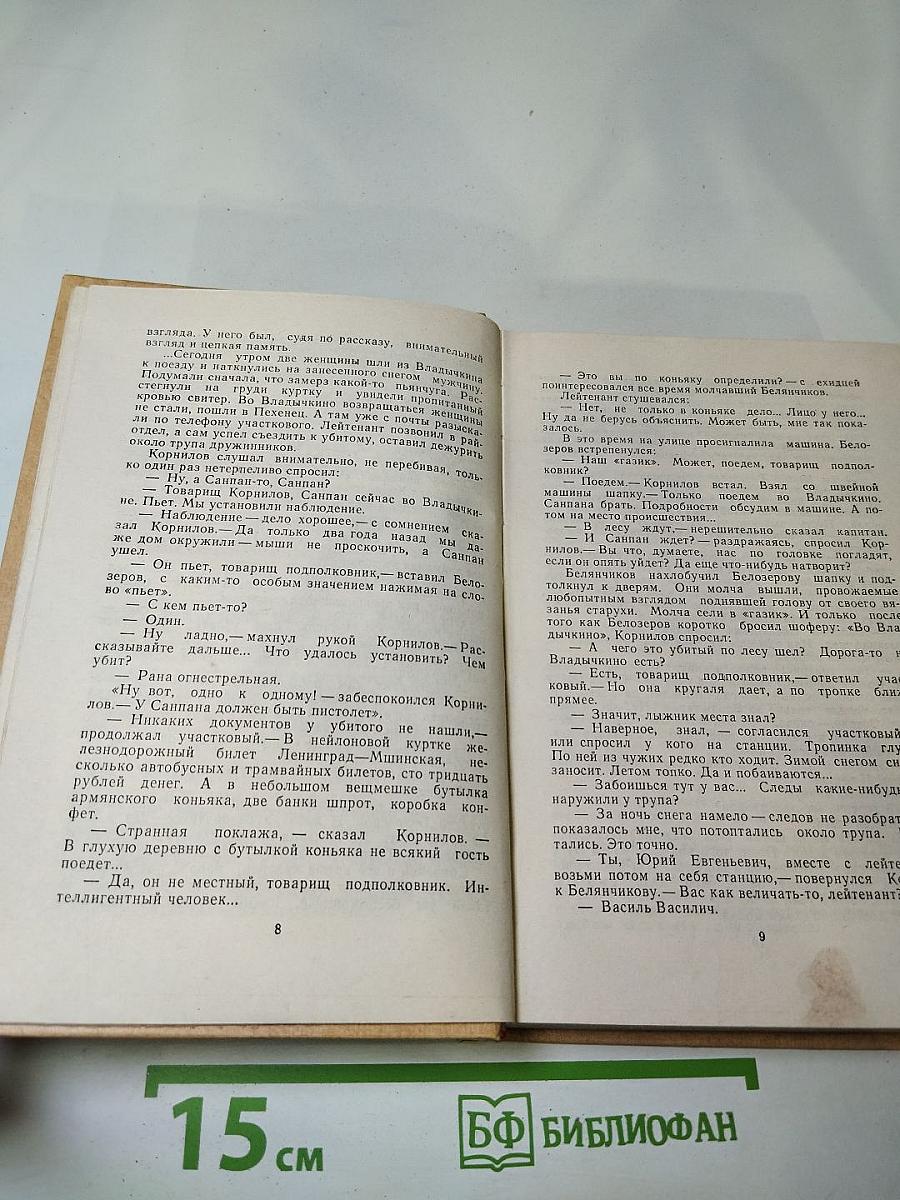 взгляда. У него был, судя по рассказу, внимательный
взгляд и цепкая память.
...Сегодня утром две женщины шли из Владычкина
к поезду и наткнулись на занесенного снегом мужчину.
Подумали сначала, что замерз какой-то пьянчуга. Рас-
стегнули на груди куртку и увидели пропитанный
кровью свитер. Во Владычкино возвращаться женщины
не стали, пошли в Пехенец. А там уже с почты разыска-
ли по телефону участкового. Лейтенант позвонил в рай-
отдел, а сам успел съездить к убитому, оставил дежурить
около трупа дружинников.
Корнилов слушал внимательно, не перебивая, толь-
ко один раз нетерпеливо спросил:
— Ну, а Санпан-то, Санпан?
— Товарищ Корнилов, Санпан сейчас во Владычки-
не. Пьет. Мы установили наблюдение.
— Наблюдение — дело хорошее,— с сомнением ска-
зал Корнилов.— Да только два года назад мы да-
же дом окружили — мыши не проскочить, а Санпан
ушел.
— Он пьет, товарищ подполковник,— вставил Бело-
зеров, с каким-то особым значением нажимая на сло-
во «пьет».
— С кем пьет-то?
— Один.
— Ну ладно,— махнул рукой Корнилов.— Рас-
сказывайте дальше... Что удалось установить? Чем
убит?
— Рана огнестрельная.
«Ну вот, одно к одному! — забеспокоился Корни-
лов.— У Санпана должен быть пистолет».
— Никаких документов у убитого не нашли,—
продолжал участковый.— В нейлоновой куртке же-
лезнодорожный билет Ленинград—Мшинская, не-
сколько автобусных и трамвайных билетов, сто тридцать
рублей денег. А в небольшом вещмешке бутылка
армянского коньяка, две банки шпрот, коробка кон-
фет.
— Странная поклажа, — сказал Корнилов. —
В глухую деревню с бутылкой коньяка не всякий гость
поедет...
— Да, он не местный, товарищ подполковник. Ин-
теллигентный человек...
8
— Это вы по коньяку определили? — с ехидцей
поинтересовался все время молчавший Белянчиков.
Лейтенант стушевался:
— Нет, не только в коньяке дело... Лицо у него...
Ну да не берусь объяснить. Может быть, мне так пока-
залось.
В это время на улице просигналила машина. Бело-
зеров встрепенулся:
— Наш «газик». Может, поедем, товарищ подпол-
ковник?
— Поедем.— Корнилов встал. Взял со швейной
машины шапку.— Только поедем во Владычкино.
Санпана брать. Подробности обсудим в машине. А по-
том на место происшествия...
— В лесу ждут,— нерешительно сказал капитан.
— И Санпан ждет? — раздражаясь, спросил Кор-
нилов.— Вы что, думаете, нас по головке погладят,
если он опять уйдет? Да еще что-нибудь натворит?
Белянчиков нахлобучил Белозерову шапку и под-
толкнул к дверям. Они молча вышли, провожаемые
любопытным взглядом поднявшей голову от своего вя-
занья старухи. Молча сели в «газик». И только после
того как Белозеров коротко бросил шоферу: «Во Вла-
дычкино», Корнилов спросил:
— А чего это убитый по лесу шел? Дорога-то
Владычкино есть?
— Есть, товарищ подполковник,— ответил учас
ковый.— Но она кругаля дает, а по тропке ближ
прямее.
— Значит, лыжник места знал?
— Наверное, знал, — согласился участковый
или спросил у кого на станции. Тропинка глу
По ней из чужих редко кто ходит. Зимой снегом
заносит. Летом топко. Да и побаиваются...
— Забоишься тут у вас... Следы какие-нибудь
наружили у трупа?
— За ночь снега намело — следов не разобрат
показалось мне, что потоптались около трупа.
тались. Это точно.
— Ты, Юрий Евгеньевич, вместе с лейте
возьми потом на себя станцию,— повернулся
к Белянчикову.— Вас как величать-то, лейтенант?
— Василь Василич.
9
15 см
БФ БИБЛИОФАН